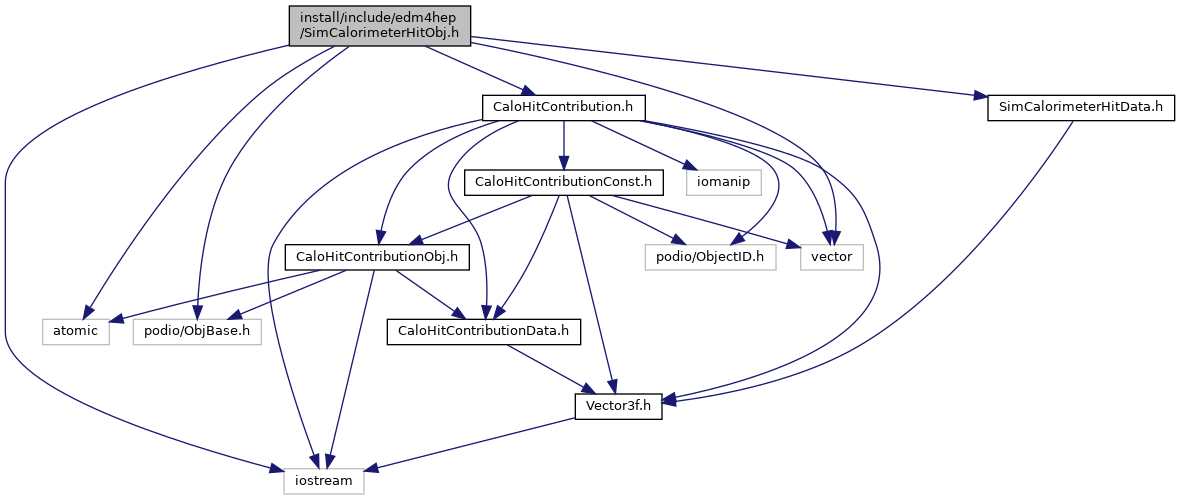 install/include/edm4hep
/SimCalorimeterHitObj.h
CaloHitContribution.h
SimCalorimeterHitData.h
CaloHitContributionConst.h
iomanip
CaloHitContributionObj.h
podio/ObjectID.h
vector
atomic
podio/ObjBase.h
CaloHitContributionData.h
Vector3f.h
iostream